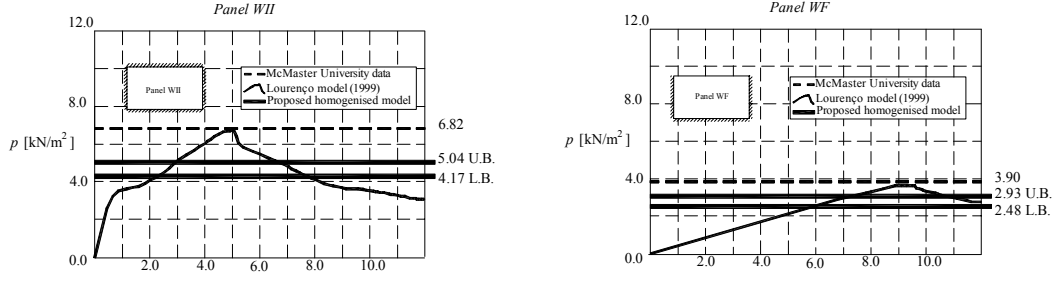 Panel WII
12.0
8.0
p [kN/m²]
4.0
0.0
2.0 4.0 6.0 8.0 10.0
Panel WII
McMaster University data
Lourenço model (1999)
Proposed homogenised model
6.82
5.04 U.B.
4.17 L.B.
Panel WF
12.0
8.0
p [kN/m²]
4.0
0.0
2.0 4.0 6.0 8.0 10.0
Panel WF
McMaster University data
Lourenço model (1999)
Proposed homogenised model
3.90
2.93 U.B.
2.48 L.B.